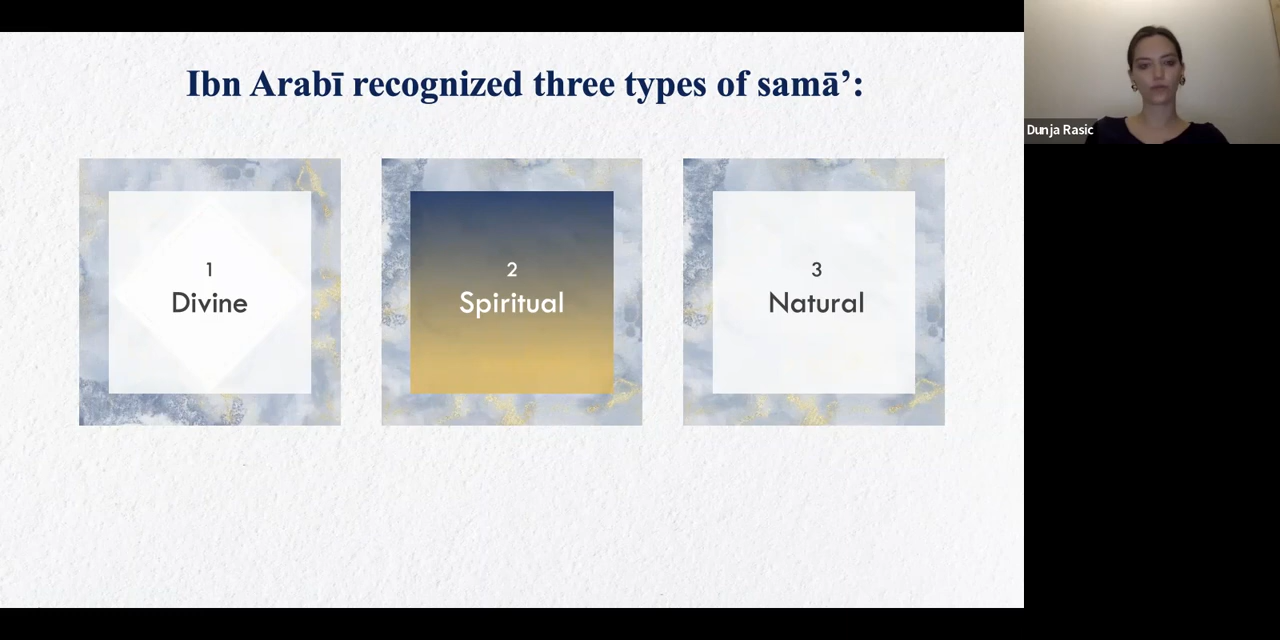 Ibn Arabī recognized three types of samā’:
1
Divine
2
Spiritual
3
Natural
Dunja Rasic